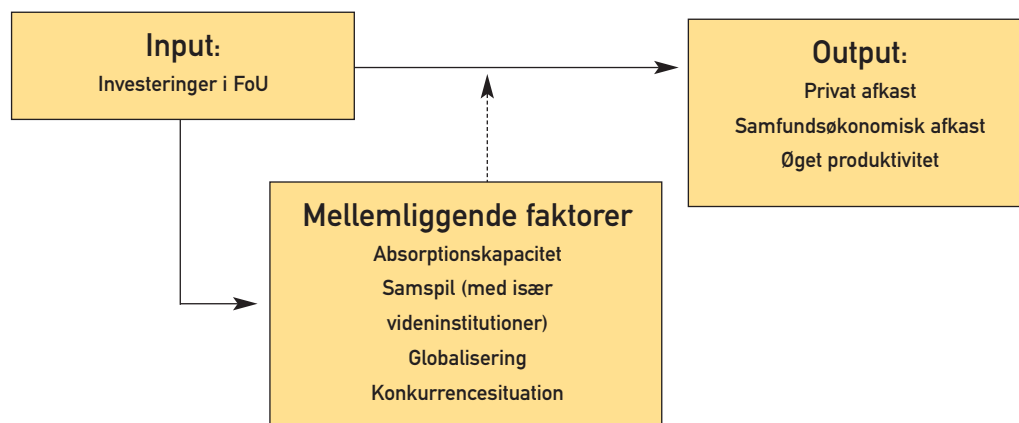 Input:
Investeringer i FoU
Output:
Privat afkast
Samfundsøkonomisk afkast
Øget produktivitet
Mellemliggende faktorer
Absorptionskapacitet
Samspil (med især
videninstitutioner)
Globalisering
Konkurrencesituation